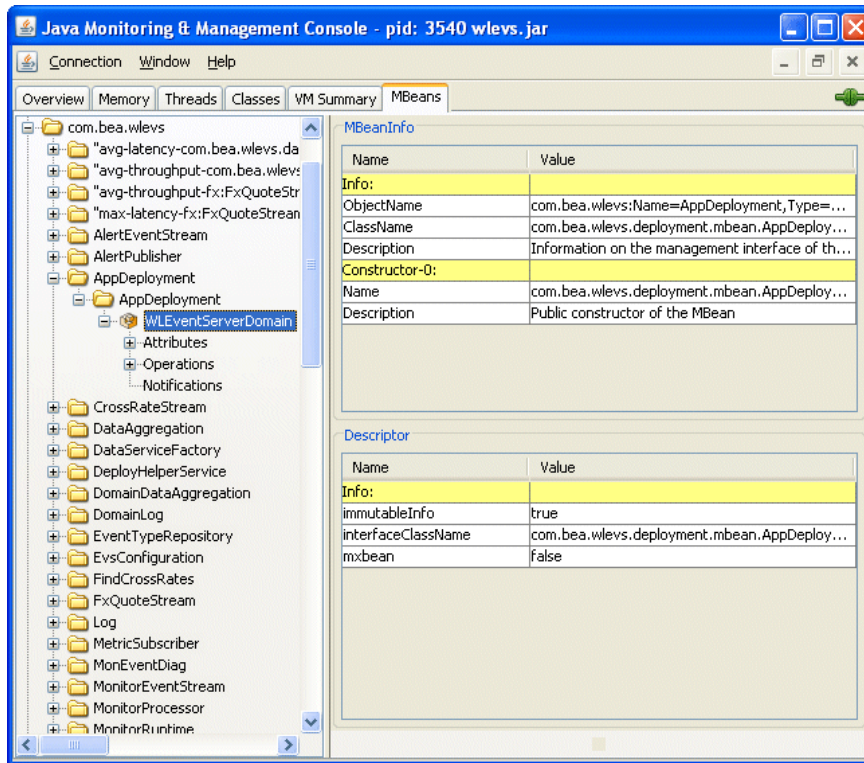 Java Monitoring & Management Console - pid: 3540 wlevs.jar
Connection Window Help
Overview Memory Threads Classes VM Summary MBeans
com.bea.wlevs
"avg-latency-com.bea.wlevs.da
"avg-throughput-com.bea.wlevs
"avg-throughput-fx:FxQuoteStr
"max-latency-fx:FxQuoteStrean
AlertEventStream
AlertPublisher
AppDeployment
AppDeployment
WLEventServerDomain
Attributes
Operations
Notifications
CrossRateStream
DataAggregation
DataServiceFactory
DeployHelperService
DomainDataAggregation
DomainLog
EventTypeRepository
EvsConfiguration
FindCrossRates
FxQuoteStream
Log
MetricSubscriber
MonEventDiag
MonitorEventStream
MonitorProcessor
MonitorRuntime
MBeanInfo
Name Value
Info:
ObjectName com.bea.wlevs:Name=AppDeployment,Type=...
ClassName com.bea.wlevs.deployment.mbean.AppDeploy...
Description Information on the management interface of th...
Constructor-0:
Name com.bea.wlevs.deployment.mbean.AppDeploy...
Description Public constructor of the MBean
Descriptor
Name Value
Info:
immutableInfo true
interfaceClassName com.bea.wlevs.deployment.mbean.AppDeploy...
mxbean false